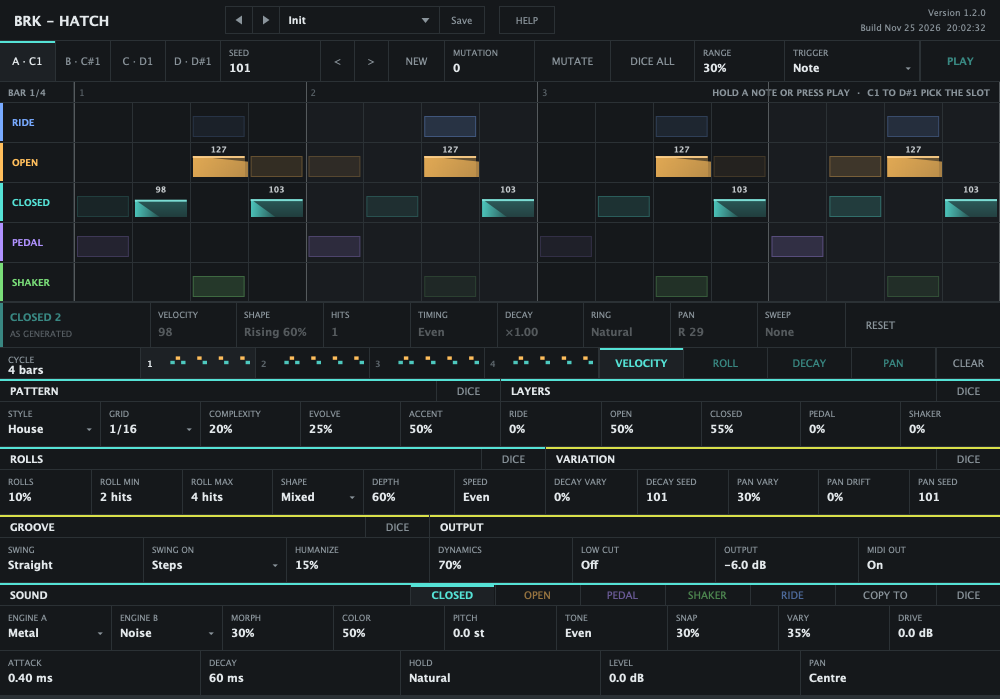 BRK – HATCH
Init
Save
HELP
Version 1.2.0
Build Nov 25 2026 20:02:32
A · C1
B · C#1
C · D1
D · D#1
SEED
101
<
>
NEW
MUTATION
0
MUTATE
DICE ALL
RANGE
30%
TRIGGER
Note
PLAY
BAR 1/4
1
2
3
HOLD A NOTE OR PRESS PLAY · C1 TO D#1 PICK THE SLOT
RIDE
OPEN
127
127
127
127
CLOSED
98
103
103
103
103
PEDAL
SHAKER
CLOSED 2
AS GENERATED
VELOCITY
98
SHAPE
Rising 60%
HITS
1
TIMING
Even
DECAY
×1.00
RING
Natural
PAN
R 29
SWEEP
None
RESET
CYCLE
4 bars
1
2
3
4
VELOCITY
ROLL
DECAY
PAN
CLEAR
PATTERN
DICE
LAYERS
DICE
STYLE
House
GRID
1/16
COMPLEXITY
20%
EVOLVE
25%
ACCENT
50%
RIDE
0%
OPEN
50%
CLOSED
55%
PEDAL
0%
SHAKER
0%
ROLLS
DICE
VARIATION
DICE
ROLLS
10%
ROLL MIN
2 hits
ROLL MAX
4 hits
SHAPE
Mixed
DEPTH
60%
SPEED
Even
DECAY VARY
0%
DECAY SEED
101
PAN VARY
30%
PAN DRIFT
0%
PAN SEED
101
GROOVE
DICE
OUTPUT
SWING
Straight
SWING ON
Steps
HUMANIZE
15%
DYNAMICS
70%
LOW CUT
Off
OUTPUT
–6.0 dB
MIDI OUT
On
SOUND
CLOSED
OPEN
PEDAL
SHAKER
RIDE
COPY TO
DICE
ENGINE A
Metal
ENGINE B
Noise
MORPH
30%
COLOR
50%
PITCH
0.0 st
TONE
Even
SNAP
30%
VARY
35%
DRIVE
0.0 dB
ATTACK
0.40 ms
DECAY
60 ms
HOLD
Natural
LEVEL
0.0 dB
PAN
Centre